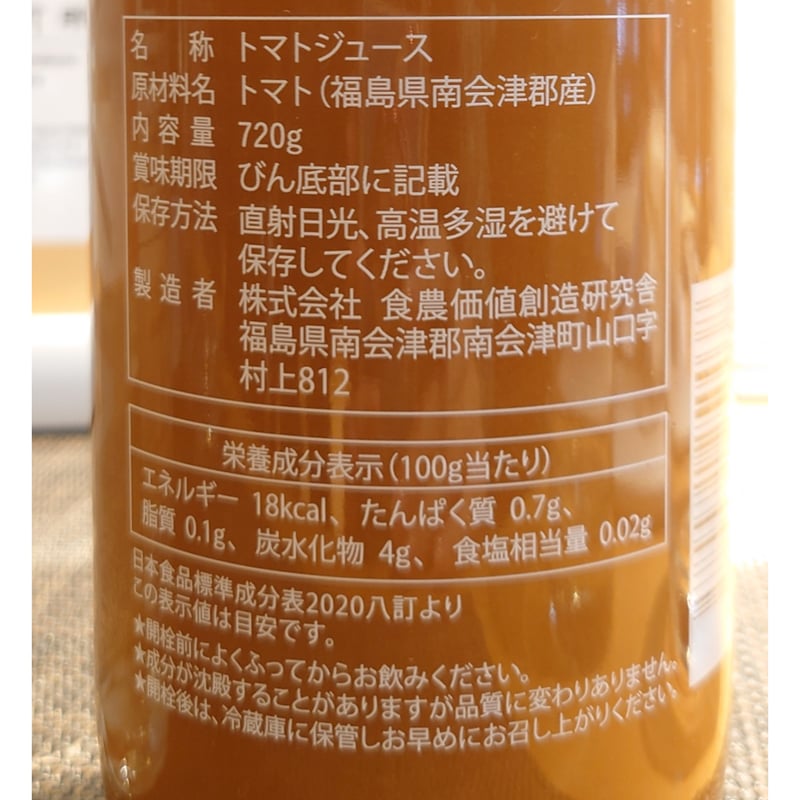 名称 トマトジュース
原材料名 トマト(福島県南会津郡産)
内容量 720g
賞味期限 びん底部に記載
保存方法 直射日光、高温多湿を避けて
保存してください。
製造者 株式会社 食農価値創造研究舎
福島県南会津郡南会津町山口字
村上812
栄養成分表示(100g当たり)
エネルギー 18kcal、たんぱく質 0.7g、
脂質 0.1g、炭水化物 4g、食塩相当量 0.02g
日本食品標準成分表2020八訂より
この表示値は目安です。
★開栓前によくふってからお飲みください。
★成分が沈殿することがありますが品質に変わりありません。
★開栓後は、冷蔵庫に保管しお早めにお召し上がりください。